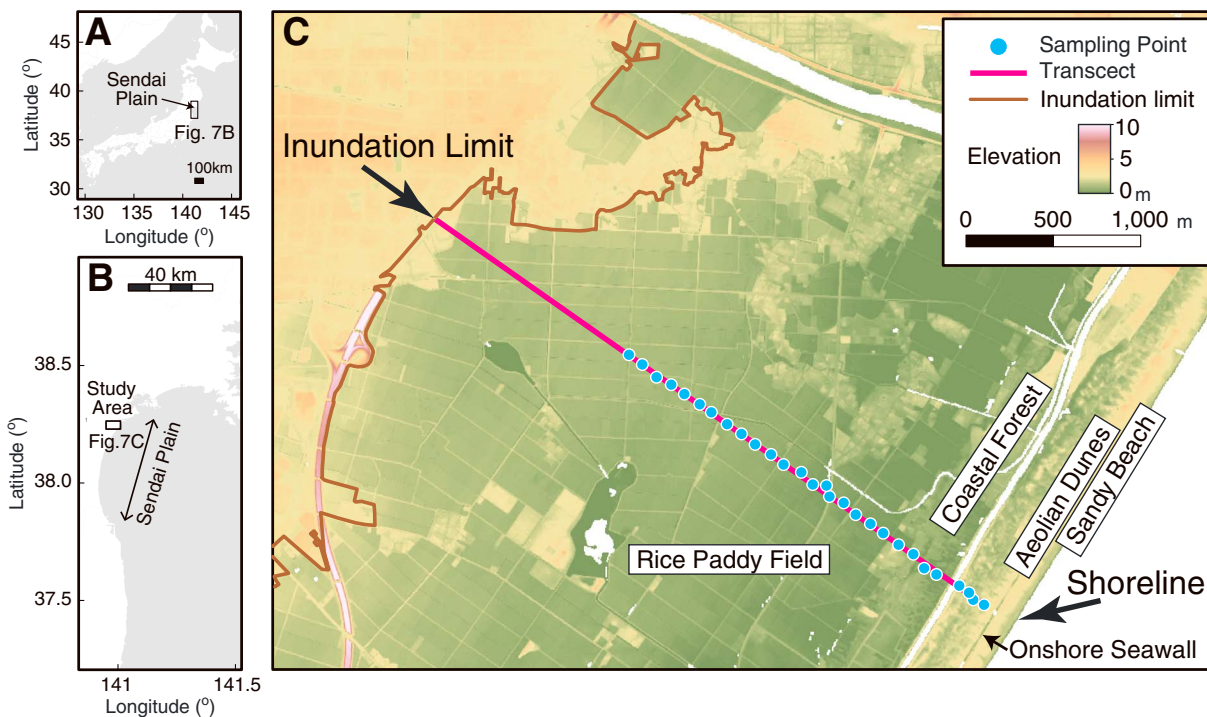 A
45
40
35
30
Latitude (°)
Sendai
Plain
Fig. 7B
100km
130
135
140
145
Longitude (°)
B
40 km
38.5
38.0
37.5
Latitude (°)
Study
Area
Fig.7C
Sendai Plain
141
141.5
Longitude (°)
C
Inundation Limit
Sampling Point
Transcect
Inundation limit
Elevation
10
5
0 m
0
500
1,000 m
Coastal Forest
Aeolian Dunes
Sandy Beach
Rice Paddy Field
Shoreline
Onshore Seawall